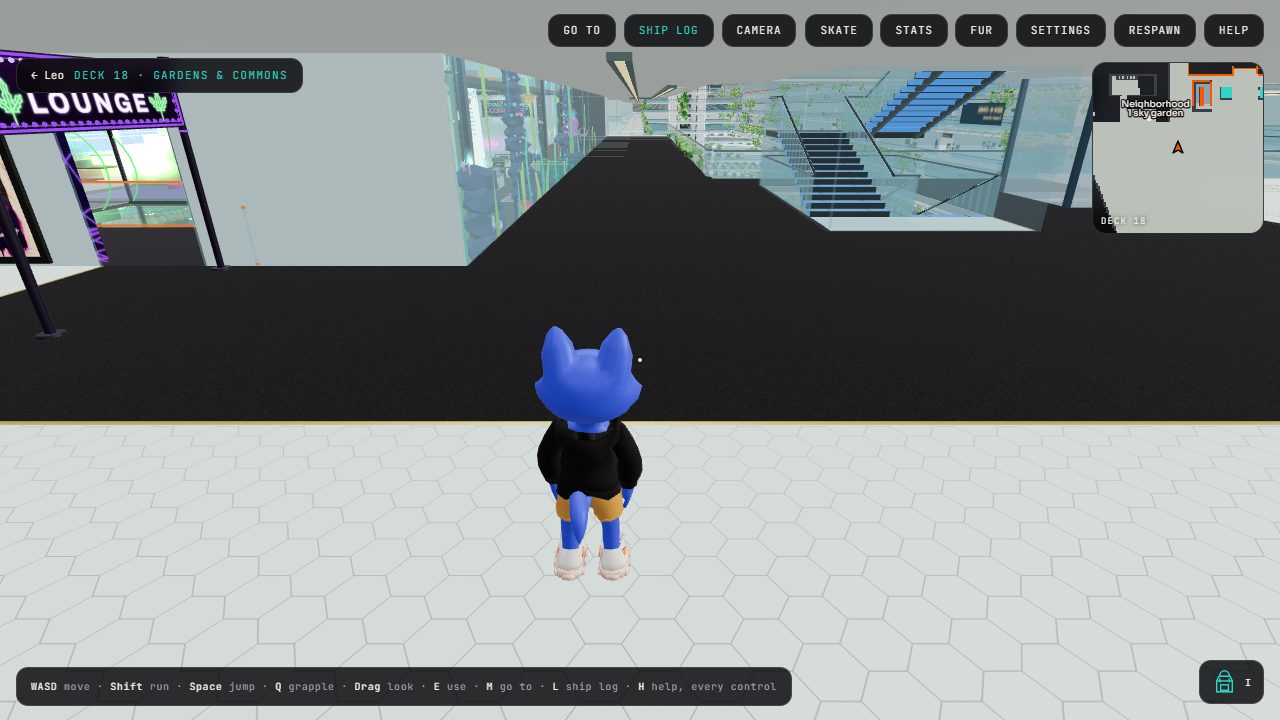 GO TO
SHIP LOG
CAMERA
SKATE
STATS
FUR
SETTINGS
RESPAWN
HELP
← Leo DECK 18 · GARDENS & COMMONS
LOUNGE
Neighborhood
1 sky garden
DECK 18
WASD move · Shift run · Space jump · Q grapple · Drag look · E use · M go to · L ship log · H help, every control
I